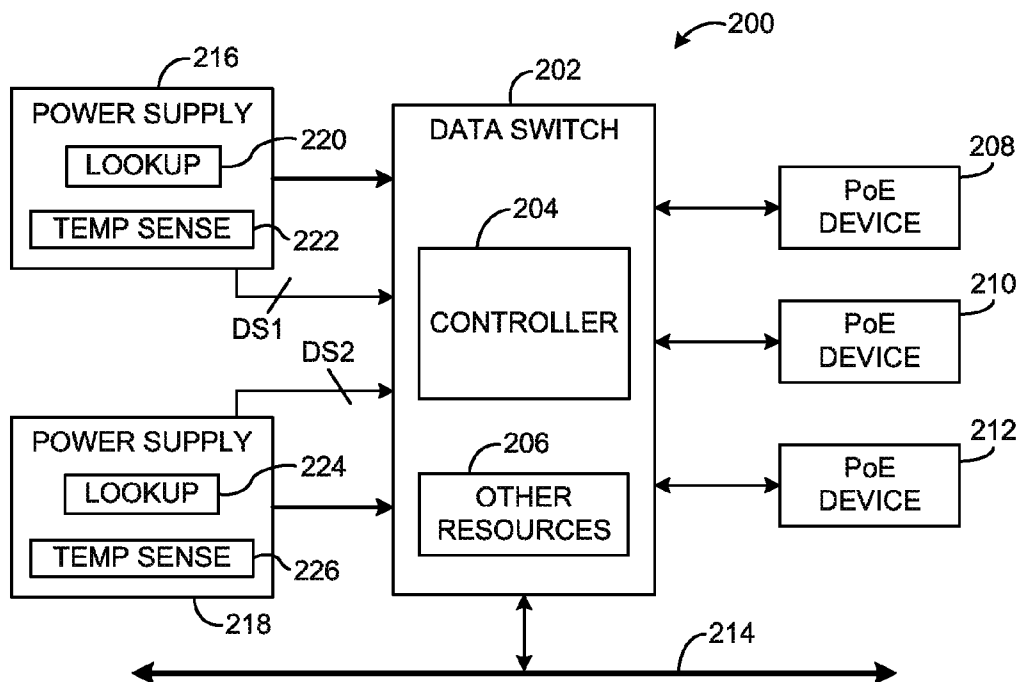 200
216
POWER SUPPLY
LOOKUP
220
TEMP SENSE
222
DS1
DS2
POWER SUPPLY
LOOKUP
224
TEMP SENSE
226
218
202
DATA SWITCH
204
CONTROLLER
206
OTHER
RESOURCES
208
PoE
DEVICE
210
PoE
DEVICE
212
PoE
DEVICE
214